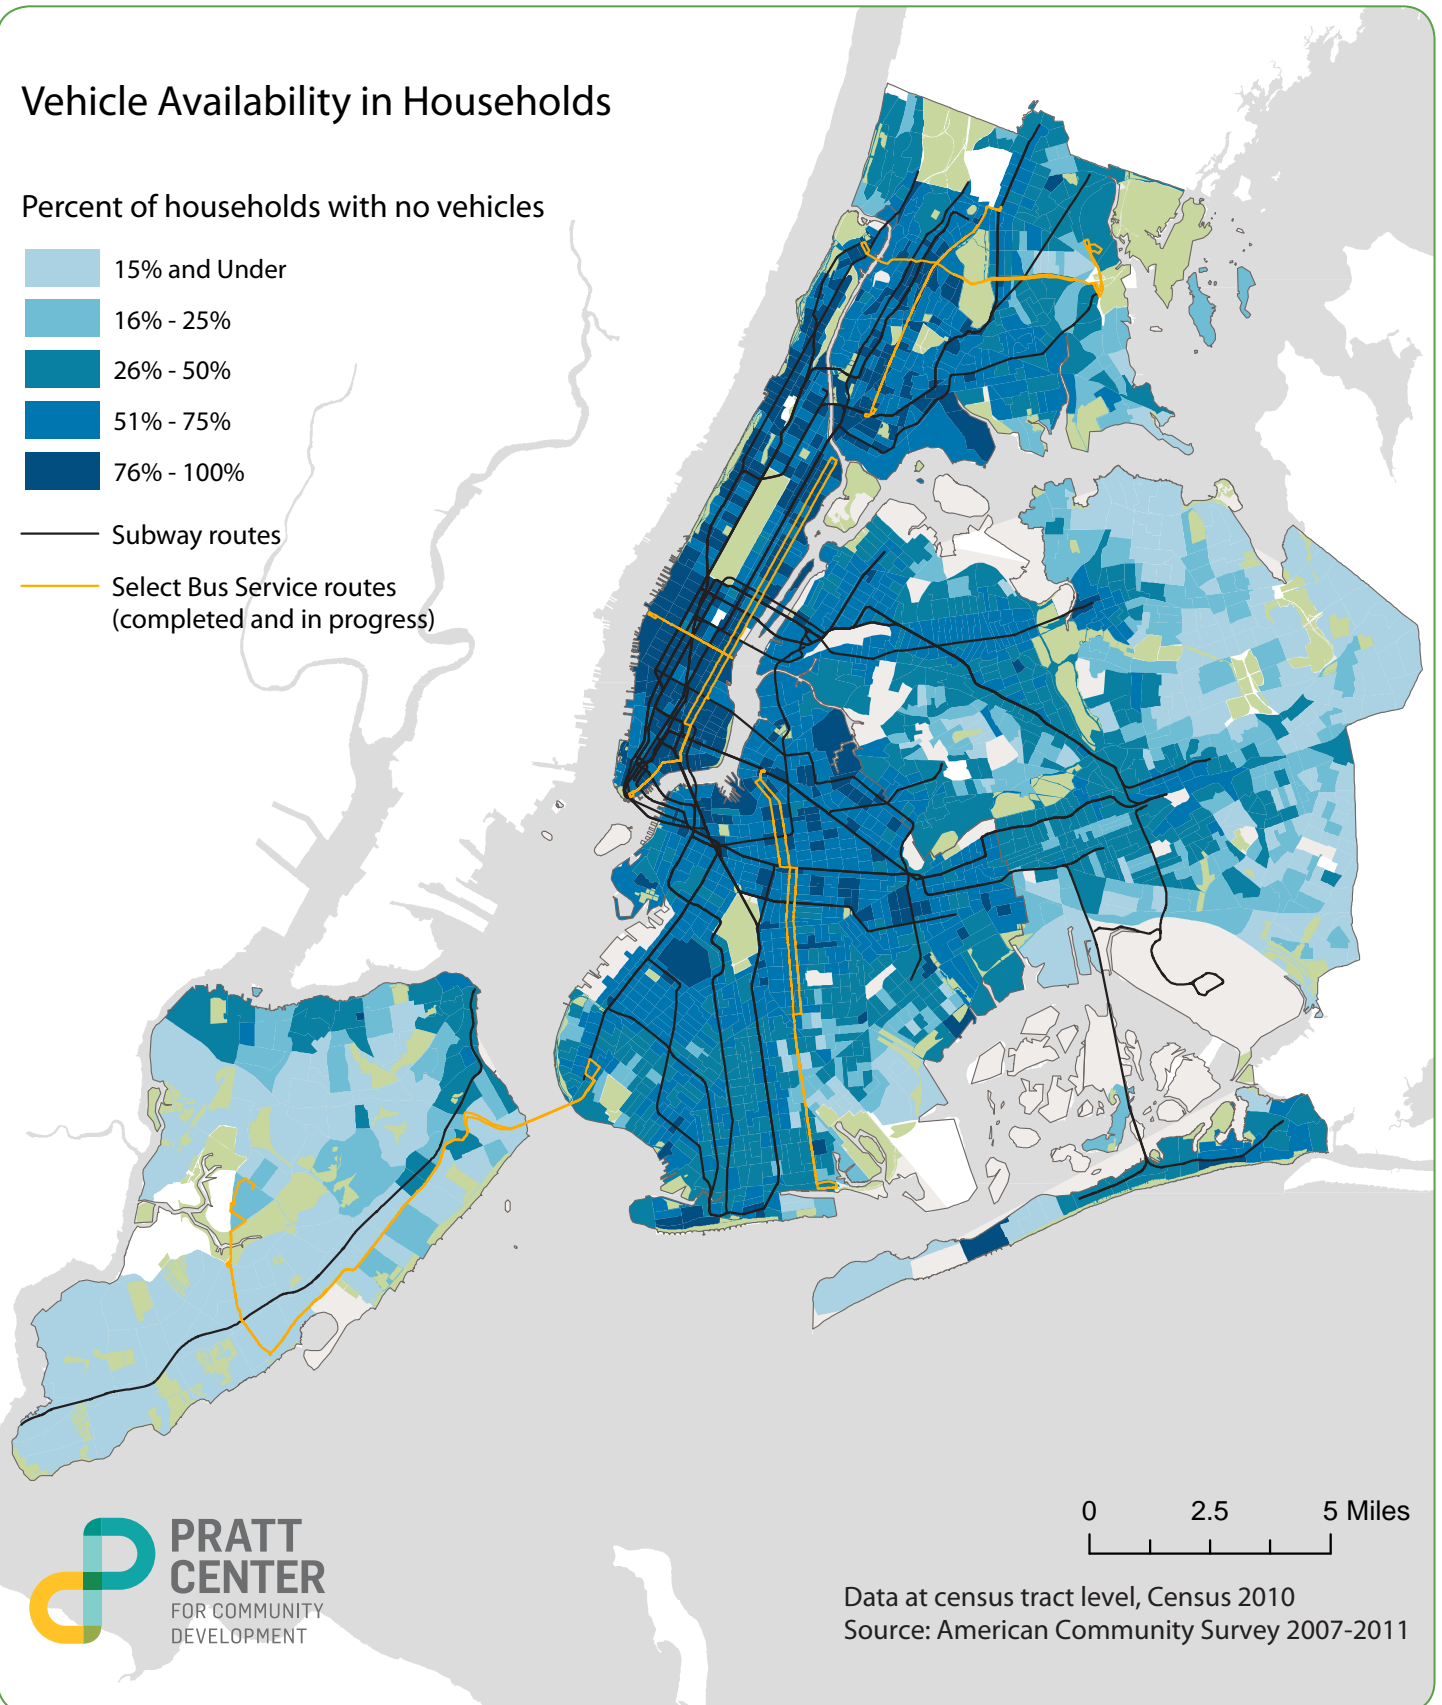 Vehicle Availability in Households
Percent of households with no vehicles
15% and Under
16% - 25%
26% - 50%
51% - 75%
76% - 100%
Subway routes
Select Bus Service routes
(completed and in progress)
0 2.5 5 Miles
Data at census tract level, Census 2010
Source: American Community Survey 2007-2011
PRATT
CENTER
FOR COMMUNITY
DEVELOPMENT